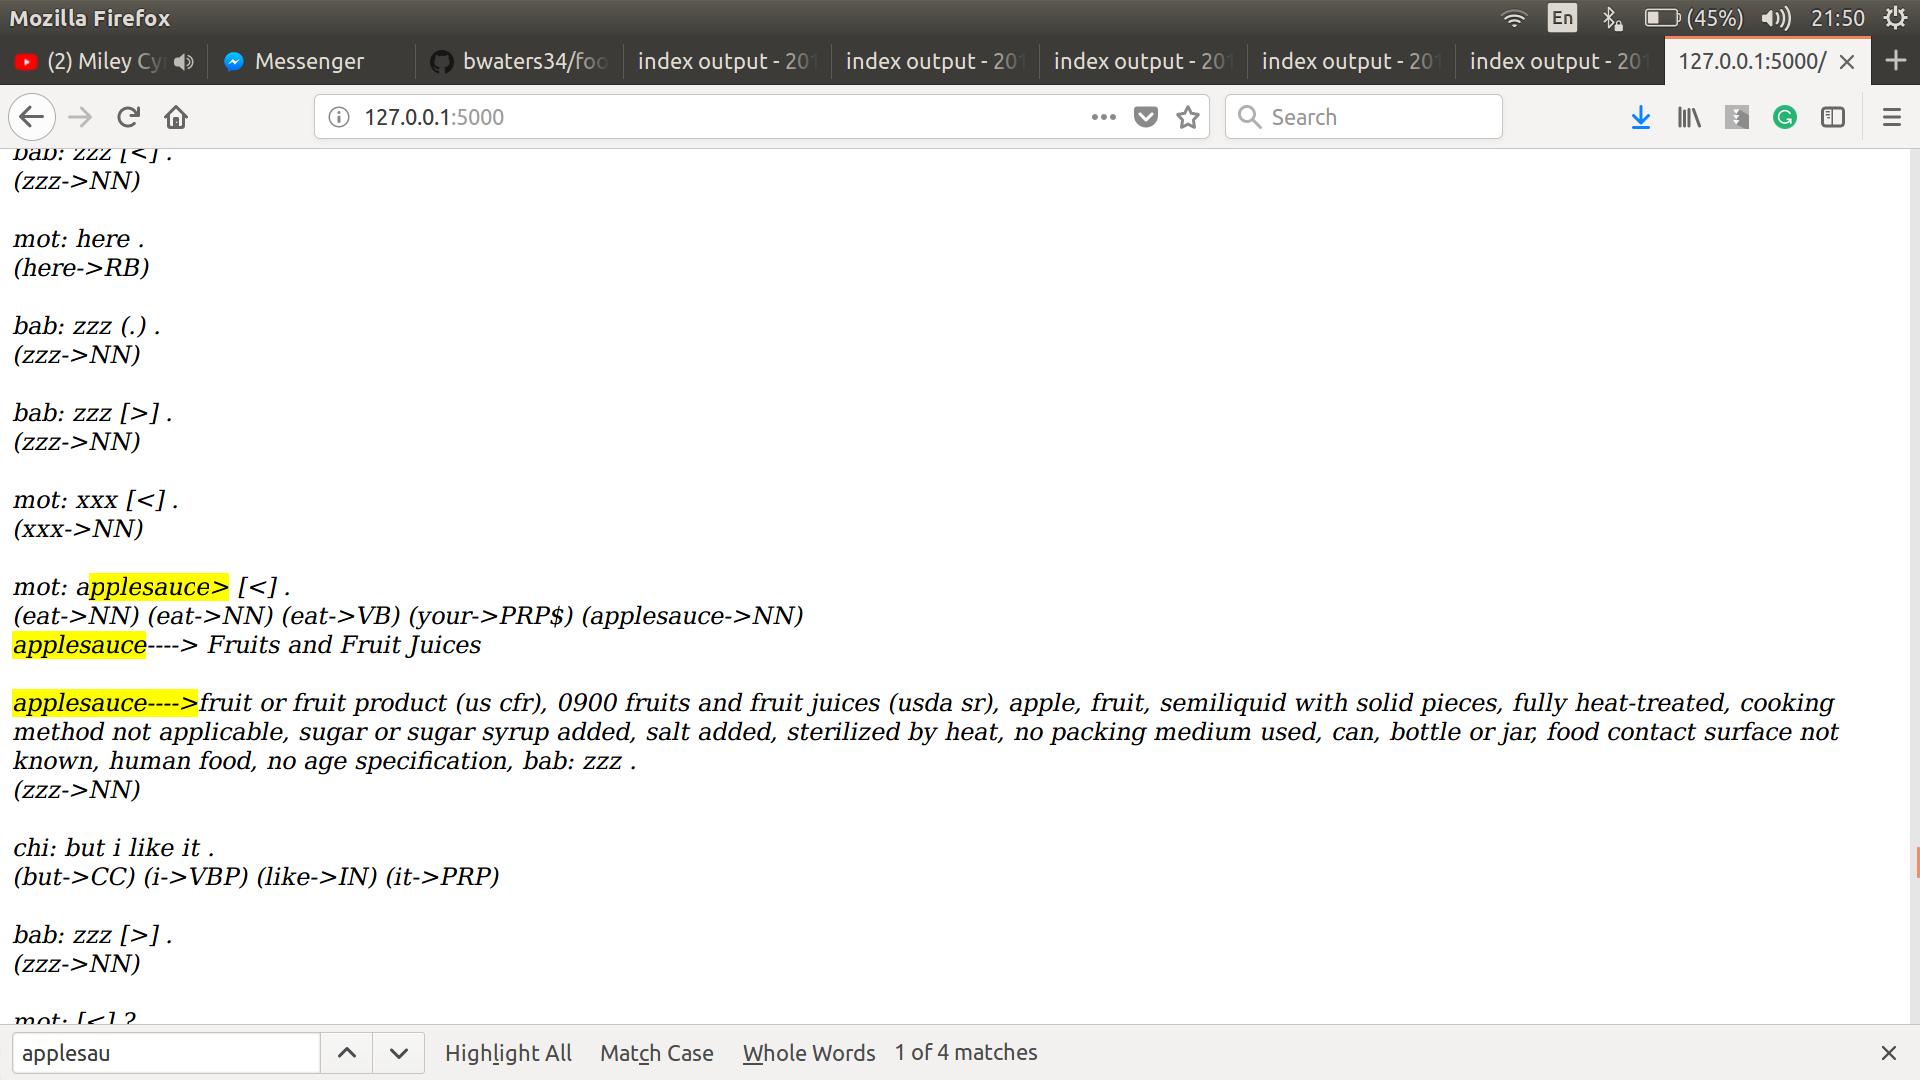 Mozilla Firefox
En
(45%)
21:50
(2) Miley Cy
Messenger
bwaters34/foo
index output - 201
index output - 201
index output - 201
index output - 201
index output - 201
127.0.0.1:5000/
127.0.0.1:5000
Search
bab: zzz [<] .
(zzz->NN)
mot: here .
(here->RB)
bab: zzz (.) .
(zzz->NN)
bab: zzz [>] .
(zzz->NN)
mot: xxx [<] .
(xxx->NN)
mot: applesauce> [<] .
(eat->NN) (eat->NN) (eat->VB) (your->PRP$) (applesauce->NN)
applesauce----> Fruits and Fruit Juices
applesauce---->fruit or fruit product (us cfr), 0900 fruits and fruit juices (usda sr), apple, fruit, semiliquid with solid pieces, fully heat-treated, cooking
method not applicable, sugar or sugar syrup added, salt added, sterilized by heat, no packing medium used, can, bottle or jar, food contact surface not
known, human food, no age specification, bab: zzz .
(zzz->NN)
chi: but i like it .
(but->CC) (i->VBP) (like->IN) (it->PRP)
bab: zzz [>] .
(zzz->NN)
mot: [<] ?
applesau
Highlight All
Match Case
Whole Words
1 of 4 matches